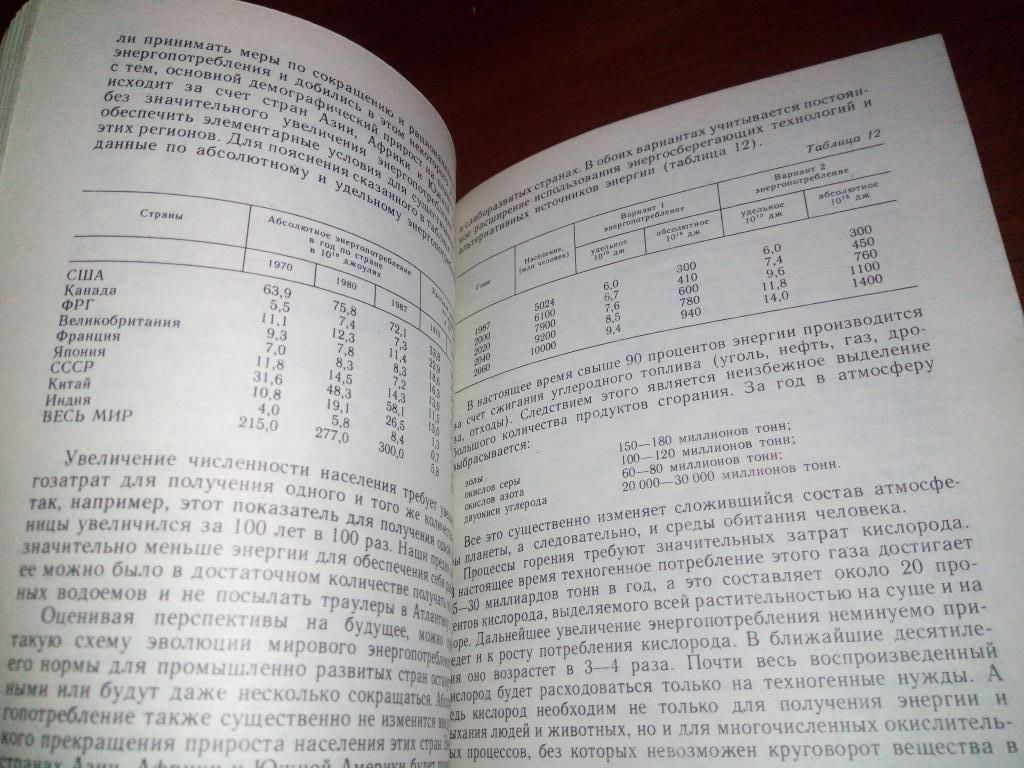 ли принимать меры по сокращению и
энергопотребления и добились в этом
с тем, основной демографический прирост на
исходит за счет стран Азии, Африки и
без значительного увеличения
обеспечить элементарные условия для
этих регионов. Для пояснения сказанного в
данные по абсолютному и удельному
Страны
Абсолютное энергопотребление
в год по стране
в 10¹⁸ джоулях
1970 1980 1987
США 63,9 75,8 72,1
Канада 5,5 7,4 7,3
ФРГ 11,1 12,3 11,4
Великобритания 9,3 7,8 8,3
Франция 7,0 8,3 7,2
Япония 11,8 14,5 14,3
СССР 31,6 48,3 58,1
Китай 10,8 19,1 26,5
Индия 4,0 5,8 8,4
ВЕСЬ МИР 215,0 277,0 300,0
Увеличение численности населения требует
гозатрат для получения одного и того же
так, например, этот показатель для получения
ницы увеличился за 100 лет в 100 раз. Наши
значительно меньше энергии для обеспечения себя
ее можно было в достаточном количестве получать
ных водоемов и не посылать траулеры в
Оценивая перспективы на будущее, можно
такую схему эволюции мирового
его нормы для промышленно развитых стран
ными или будут даже несколько сокращаться.
гопотребление также существенно не изменится
кого прекращения прироста населения этих стран.
странах Азии, Африки и Южной Америки будет
слаборазвитых странах. В обоих вариантах учитывается постоян-
ное расширение использования энергосберегающих технологий и
альтернативных источников энергии (таблица 12).
Таблица 12
Годы
Население,
(млн человек)
Вариант 1
энергопотребление
Вариант 2
энергопотребление
удельное
10¹⁰ дж
абсолютное
10¹⁸ дж
удельное
10¹⁰ дж
абсолютное
10¹⁸ дж
1987 5024 6,0 300 6,0 300
2000 6100 6,7 410 7,4 450
2020 7900 7,6 600 9,6 760
2040 9200 8,5 780 11,8 1100
2060 10000 9,4 940 14,0 1400
В настоящее время свыше 90 процентов энергии производится
за счет сжигания углеродного топлива (уголь, нефть, газ, дро-
ва, отходы). Следствием этого является неизбежное выделение
большого количества продуктов сгорания. За год в атмосферу
выбрасывается:
золы 150—180 миллионов тонн;
окислов серы 100—120 миллионов тонн;
окислов азота 60—80 миллионов тонн;
двуокиси углерода 20 000—30 000 миллионов тонн.
Все это существенно изменяет сложившийся состав атмосфе-
ры планеты, а следовательно, и среды обитания человека.
Процессы горения требуют значительных затрат кислорода.
В настоящее время техногенное потребление этого газа достигает
5—30 миллиардов тонн в год, а это составляет около 20 про-
центов кислорода, выделяемого всей растительностью на суше и на
море. Дальнейшее увеличение энергопотребления неминуемо при-
ведет и к росту потребления кислорода. В ближайшие десятиле-
тия оно возрастет в 3—4 раза. Почти весь воспроизведенный
кислород будет расходоваться только на техногенные нужды. А
ведь кислород необходим не только для получения энергии и
дыхания людей и животных, но и для многочисленных окислитель-
ных процессов, без которых невозможен круговорот вещества в